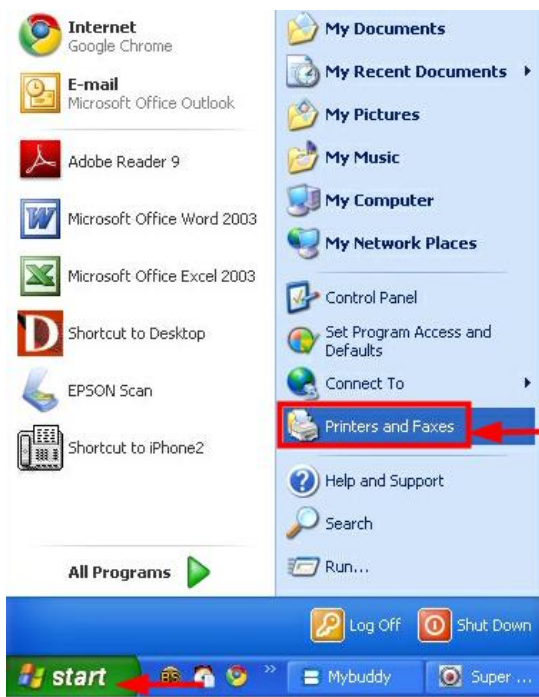 Internet
Google Chrome
E-mail
Microsoft Office Outlook
Adobe Reader 9
Microsoft Office Word 2003
Microsoft Office Excel 2003
Shortcut to Desktop
EPSON Scan
Shortcut to iPhone2
All Programs
My Documents
My Recent Documents
My Pictures
My Music
My Computer
My Network Places
Control Panel
Set Program Access and
Defaults
Connect To
Printers and Faxes
Help and Support
Search
Run...
Log Off
Shut Down
start
Mybuddy
Super ...